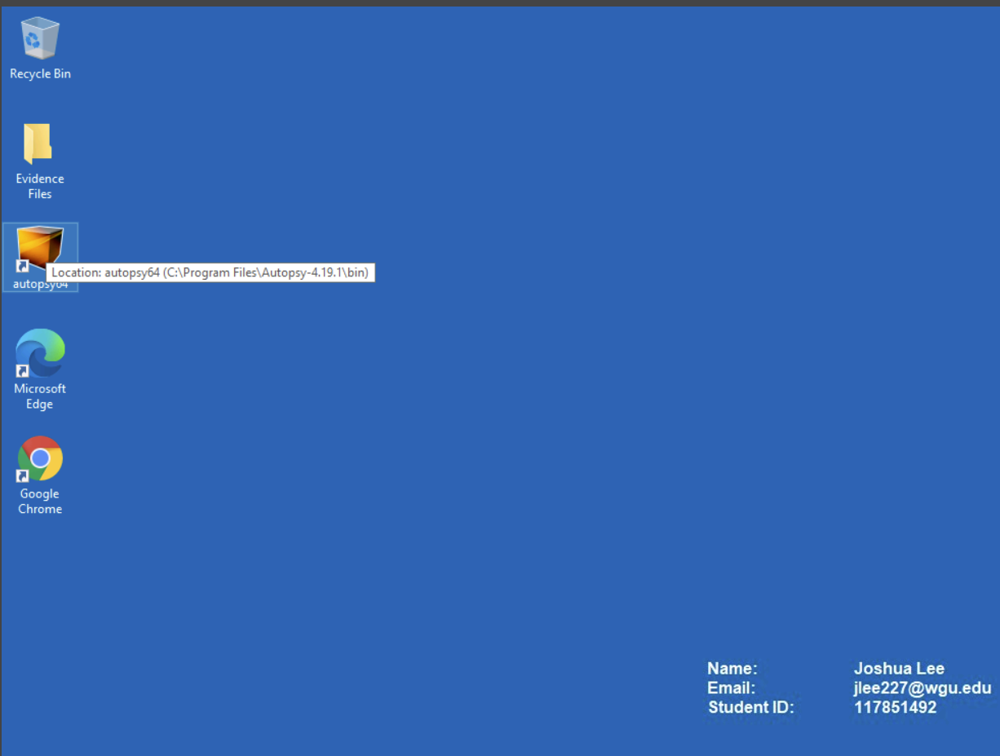 Recycle Bin
Evidence
Files
Location: autopsy64 (C:\Program Files\Autopsy-4.19.1\bin)
autopsy64
Microsoft
Edge
Google
Chrome
Name: Joshua Lee
Email: jlee227@wgu.edu
Student ID: 117851492